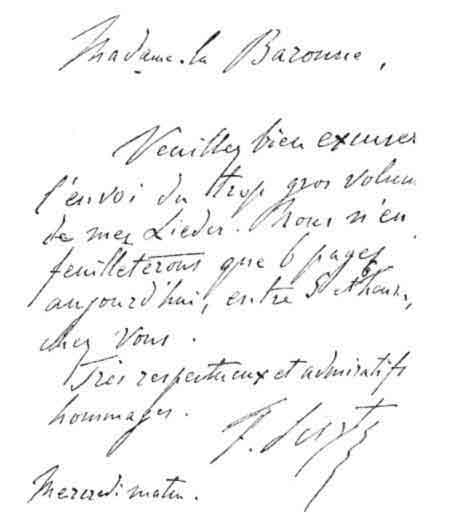 Madame la Baronne,
Veuillez bien excuser
l'envoi du trop gros volum
de mes Lieder. Nous n'en
feuilleterons que 6 pages
aujourd'hui, entre 5 et 6 heures,
chez Vous.
Très respectueux et admiratifs
hommages.
F. Liszt
Mercredi matin.